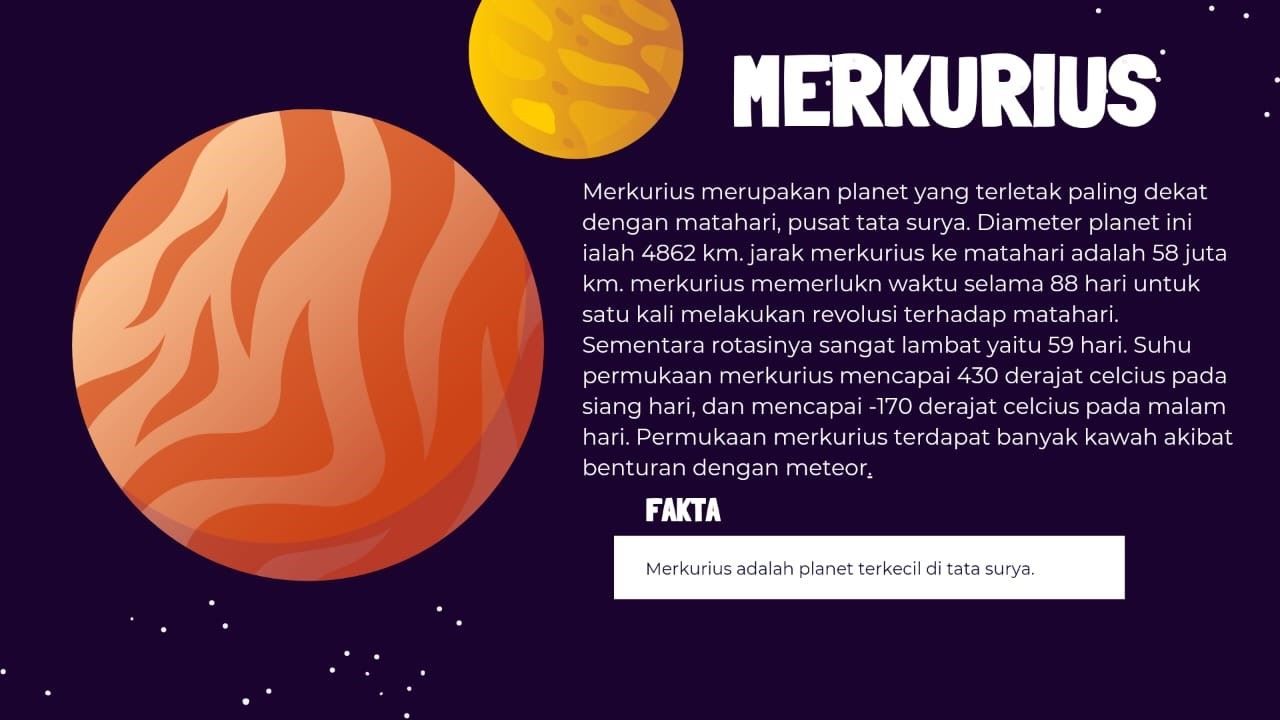 MERKURIUS
Merkurius merupakan planet yang terletak paling dekat
dengan matahari, pusat tata surya. Diameter planet ini
ialah 4862 km. jarak merkurius ke matahari adalah 58 juta
km. merkurius memerlukn waktu selama 88 hari untuk
satu kali melakukan revolusi terhadap matahari.
Sementara rotasinya sangat lambat yaitu 59 hari. Suhu
permukaan merkurius mencapai 430 derajat celcius pada
siang hari, dan mencapai -170 derajat celcius pada malam
hari. Permukaan merkurius terdapat banyak kawah akibat
benturan dengan meteor.
FAKTA
Merkurius adalah planet terkecil di tata surya.